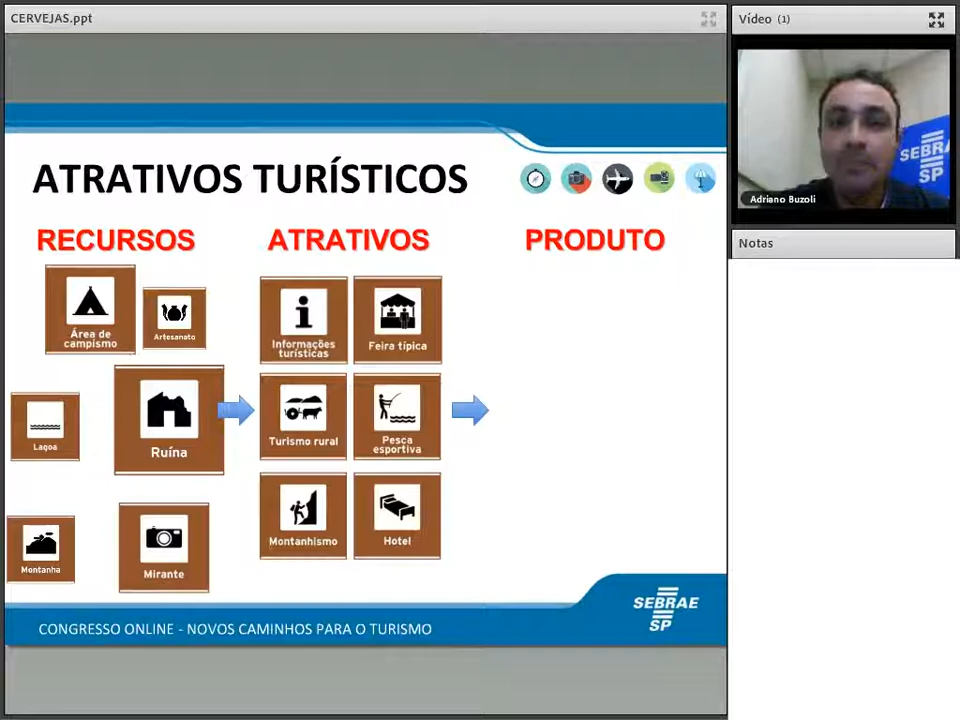 CERVEJAS.ppt
Vídeo (1)
SEBRA
SP
Adriano Buzoli
Notas
ATRATIVOS TURÍSTICOS
RECURSOS
ATRATIVOS
PRODUTO
Área de
campismo
Artesanato
Lagoa
Ruína
Montanha
Mirante
Informações
turísticas
Feira típica
Turismo rural
Pesca
esportiva
Montanhismo
Hotel
SEBRAE
SP
CONGRESSO ONLINE - NOVOS CAMINHOS PARA O TURISMO